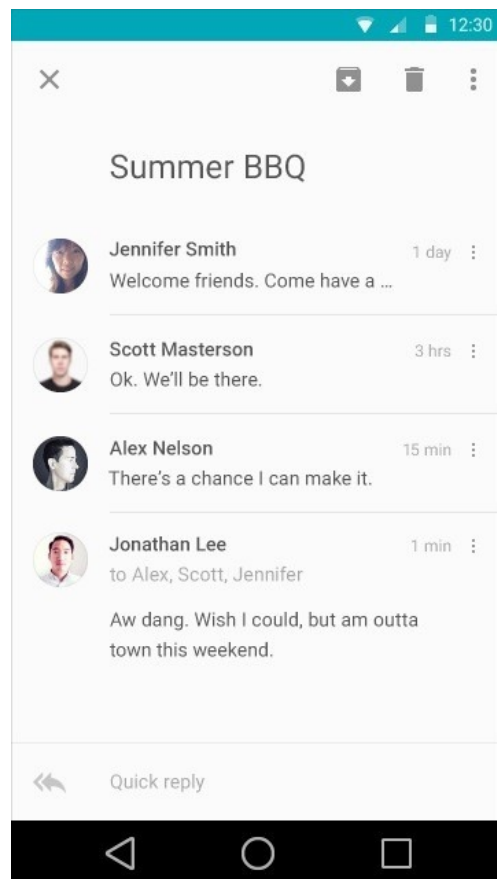 12:30
Summer BBQ
Jennifer Smith 1 day
Welcome friends. Come have a ...
Scott Masterson 3 hrs
Ok. We'll be there.
Alex Nelson 15 min
There's a chance I can make it.
Jonathan Lee 1 min
to Alex, Scott, Jennifer
Aw dang. Wish I could, but am outta
town this weekend.
Quick reply